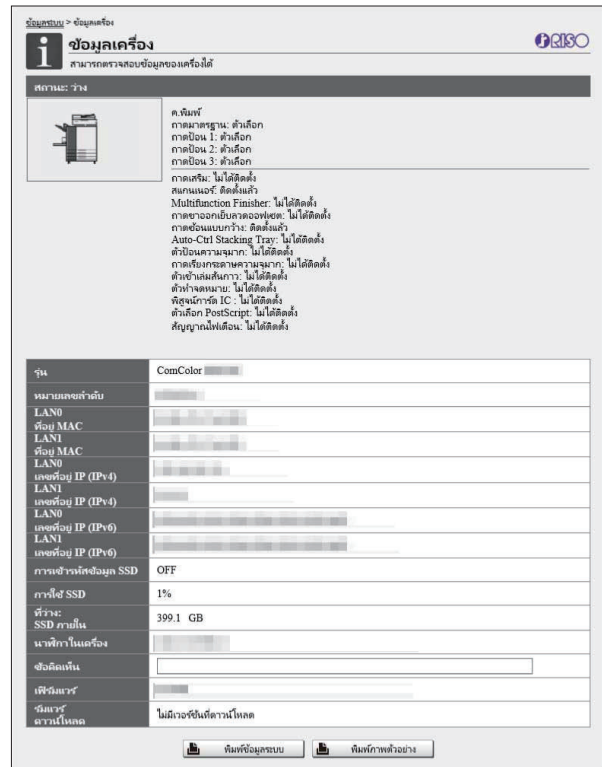 ข้อมูลระบบ > ข้อมูลเครื่อง
ข้อมูลเครื่อง
RISO
สามารถตรวจสอบข้อมูลของเครื่องได้
สถานะ: ว่าง
ค.พิมพ์
ถาดมาตรฐาน: ตัวเลือก
ถาดป้อน 1: ตัวเลือก
ถาดป้อน 2: ตัวเลือก
ถาดป้อน 3: ตัวเลือก
ถาดเสริม: ไม่ได้ติดตั้ง
สแกนเนอร์: ติดตั้งแล้ว
Multifunction Finisher: ไม่ได้ติดตั้ง
ถาดขาออกเย็บลวดออฟเซต: ไม่ได้ติดตั้ง
ถาดซ้อนแบบกว้าง: ติดตั้งแล้ว
Auto-Ctrl Stacking Tray: ไม่ได้ติดตั้ง
ตัวป้อนความจุมาก: ไม่ได้ติดตั้ง
ถาดเรียงกระดาษความจุมาก: ไม่ได้ติดตั้ง
ตัวเข้าเล่มสันกาว: ไม่ได้ติดตั้ง
ตัวทำจดหมาย: ไม่ได้ติดตั้ง
พิสูจน์การ์ด IC : ไม่ได้ติดตั้ง
ตัวเลือก PostScript: ไม่ได้ติดตั้ง
สัญญาณไฟเตือน: ไม่ได้ติดตั้ง
รุ่น ComColor
หมายเลขลำดับ
LAN0
ที่อยู่ MAC
LAN1
ที่อยู่ MAC
LAN0
เลขที่อยู่ IP (IPv4)
LAN1
เลขที่อยู่ IP (IPv4)
LAN0
เลขที่อยู่ IP (IPv6)
LAN1
เลขที่อยู่ IP (IPv6)
การเข้ารหัสข้อมูล SSD OFF
การใช้ SSD 1%
ที่ว่าง:
SSD ภายใน 399.1 GB
นาฬิกาในเครื่อง
ข้อคิดเห็น
เฟิร์มแวร์
ร์มแวร์
ดาวน์โหลด ไม่มีเวอร์ชันที่ดาวน์โหลด
พิมพ์ข้อมูลระบบ พิมพ์ภาพตัวอย่าง